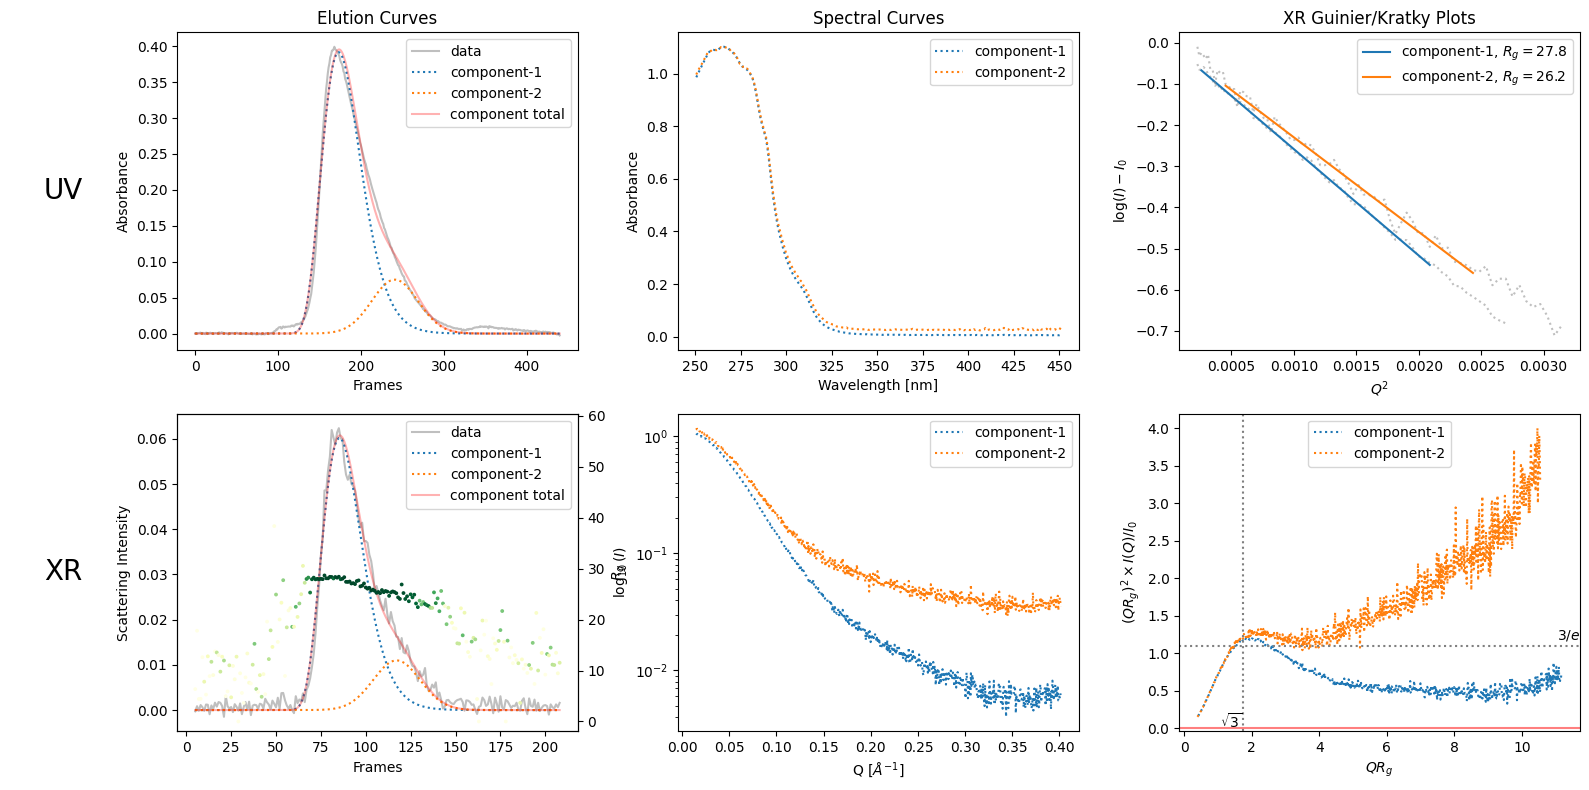 Elution Curves
Spectral Curves
XR Guinier/Kratky Plots
UV
Absorbance
0.40
0.35
0.30
0.25
0.20
0.15
0.10
0.05
0.00
data
component-1
component-2
component total
0 100 200 300 400
Frames
Absorbance
1.0
0.8
0.6
0.4
0.2
0.0
component-1
component-2
250 275 300 325 350 375 400 425 450
Wavelength [nm]
log(I) − I₀
0.0
−0.1
−0.2
−0.3
−0.4
−0.5
−0.6
−0.7
component-1, R_g = 27.8
component-2, R_g = 26.2
0.0005 0.0010 0.0015 0.0020 0.0025 0.0030
Q²
XR
Scattering Intensity
0.06
0.05
0.04
0.03
0.02
0.01
0.00
data
component-1
component-2
component total
60
50
40
30
20
10
0
0 25 50 75 100 125 150 175 200
Frames
10⁰
10⁻¹
10⁻²
component-1
component-2
0.00 0.05 0.10 0.15 0.20 0.25 0.30 0.35 0.40
Q [Å⁻¹]
(QR_g)² × I(Q)/I₀
4.0
3.5
3.0
2.5
2.0
1.5
1.0
0.5
0.0
component-1
component-2
3/e
√3
0 2 4 6 8 10
QR_g